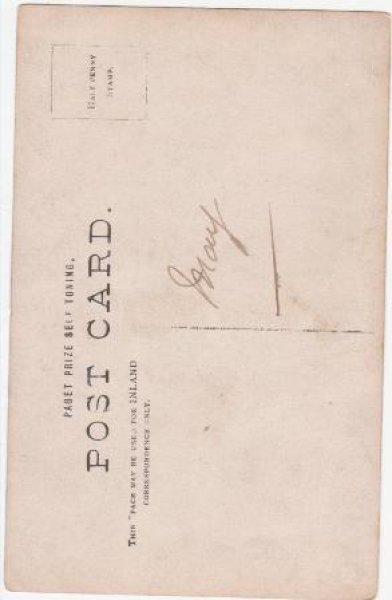 PAGET PRIZE SELF TONING.
POST CARD.
THIS SPACE MAY BE USED FOR INLAND
CORRESPONDENCE ONLY.
HALF PENNY
STAMP.